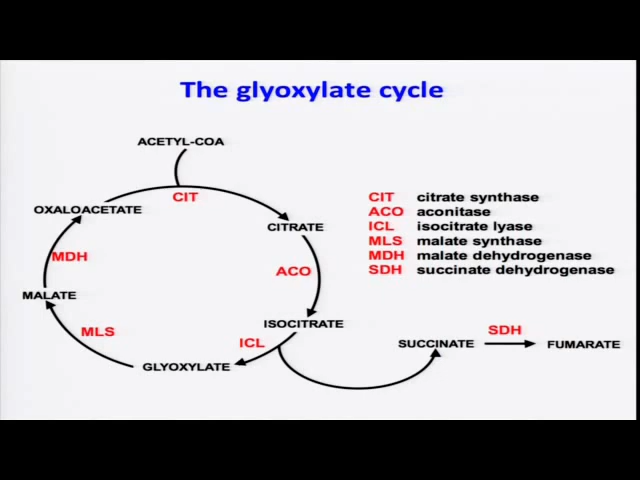 The glyoxylate cycle
ACETYL-COA
CIT
OXALOACETATE
CITRATE
MDH
ACO
MALATE
ISOCITRATE
MLS
ICL
GLYOXYLATE
SUCCINATE
SDH
FUMARATE
CIT citrate synthase
ACO aconitase
ICL isocitrate lyase
MLS malate synthase
MDH malate dehydrogenase
SDH succinate dehydrogenase